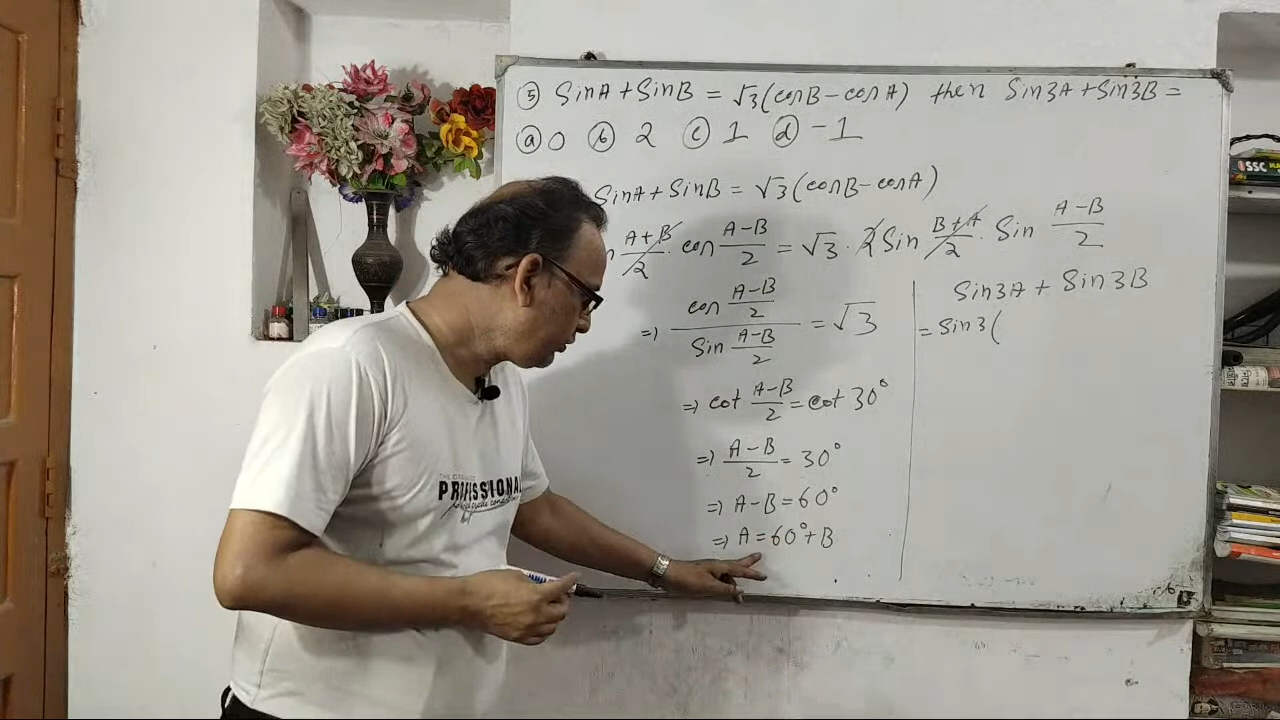 ⑤ SinA + SinB = √3 (cosB − cosA) then Sin3A + Sin3B =
ⓐ 0 ⓑ 2 ⓒ 1 ⓓ -1
SinA + SinB = √3 (cosB − cosA)
n (A+B)/2 · cos (A−B)/2 = √3 · 2 Sin (B+A)/2 · Sin (A−B)/2
⇒ (cos (A−B)/2) / (Sin (A−B)/2) = √3
⇒ cot (A−B)/2 = cot 30°
⇒ (A−B)/2 = 30°
⇒ A−B = 60°
⇒ A = 60° + B
Sin3A + Sin3B
= Sin3(
PROFISSIONAL
SSC